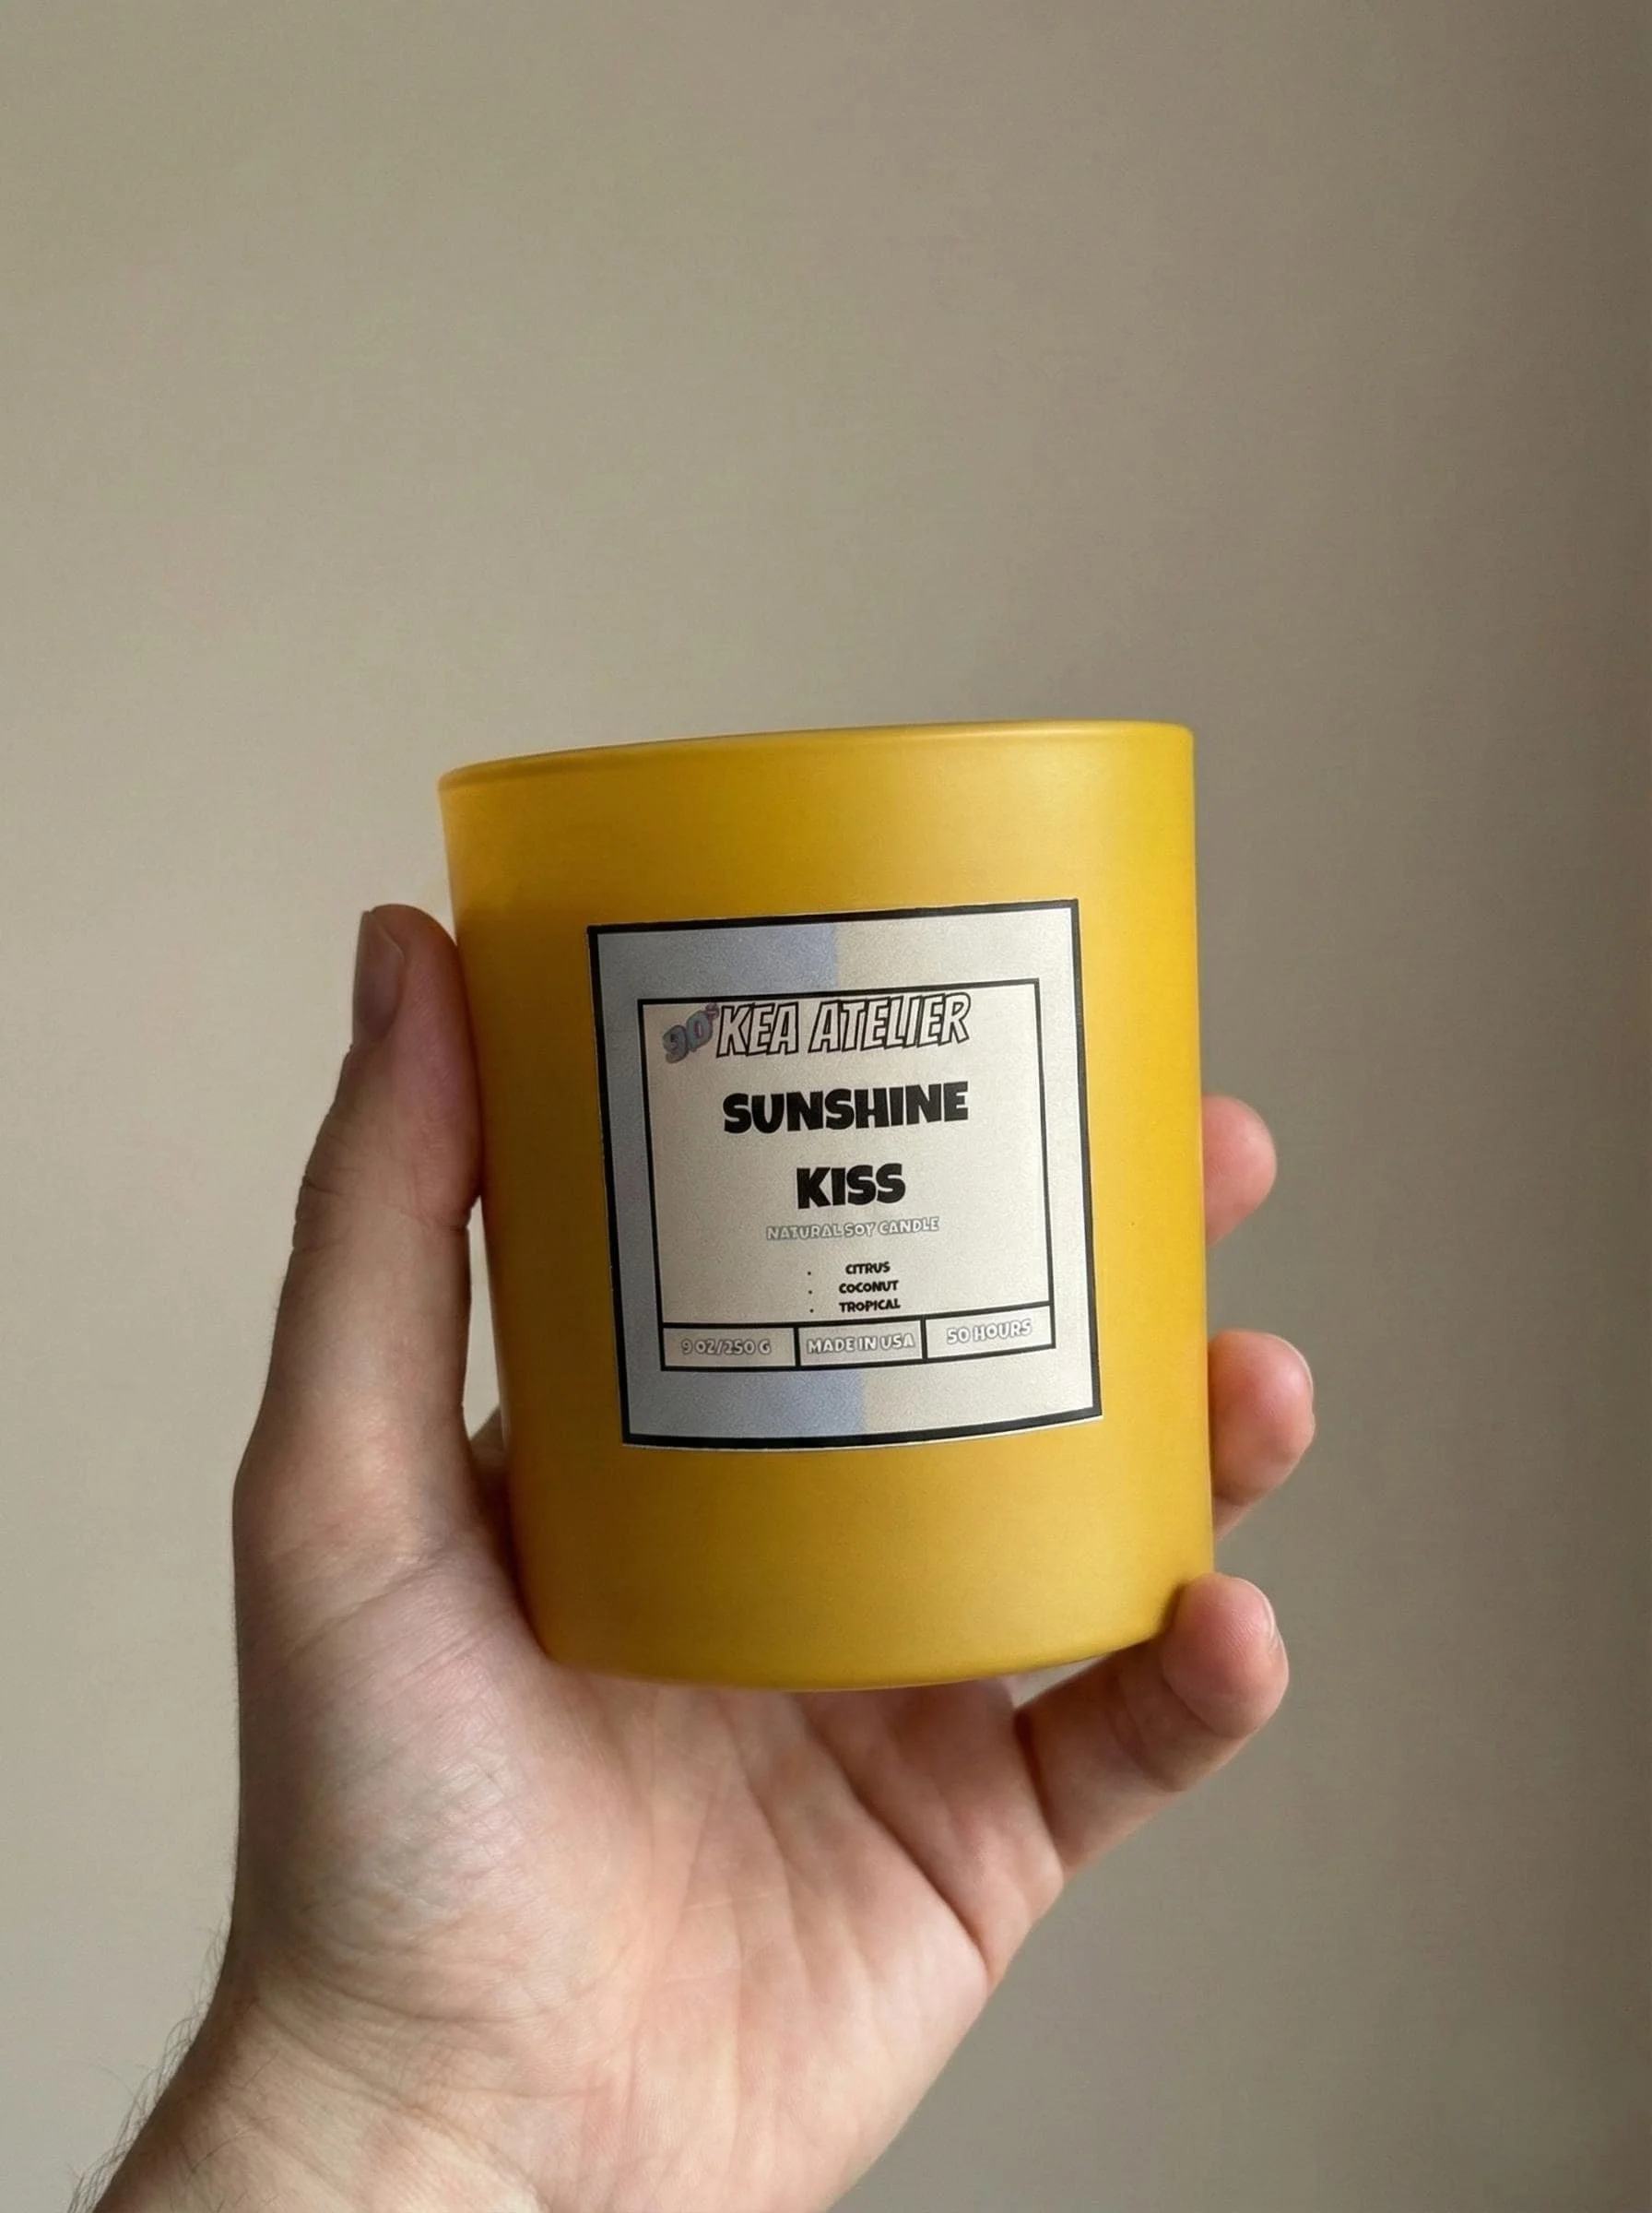 90's KEA ATELIER
SUNSHINE
KISS
NATURAL SOY CANDLE
· CITRUS
· COCONUT
· TROPICAL
9 OZ/250 G MADE IN USA 50 HOURS